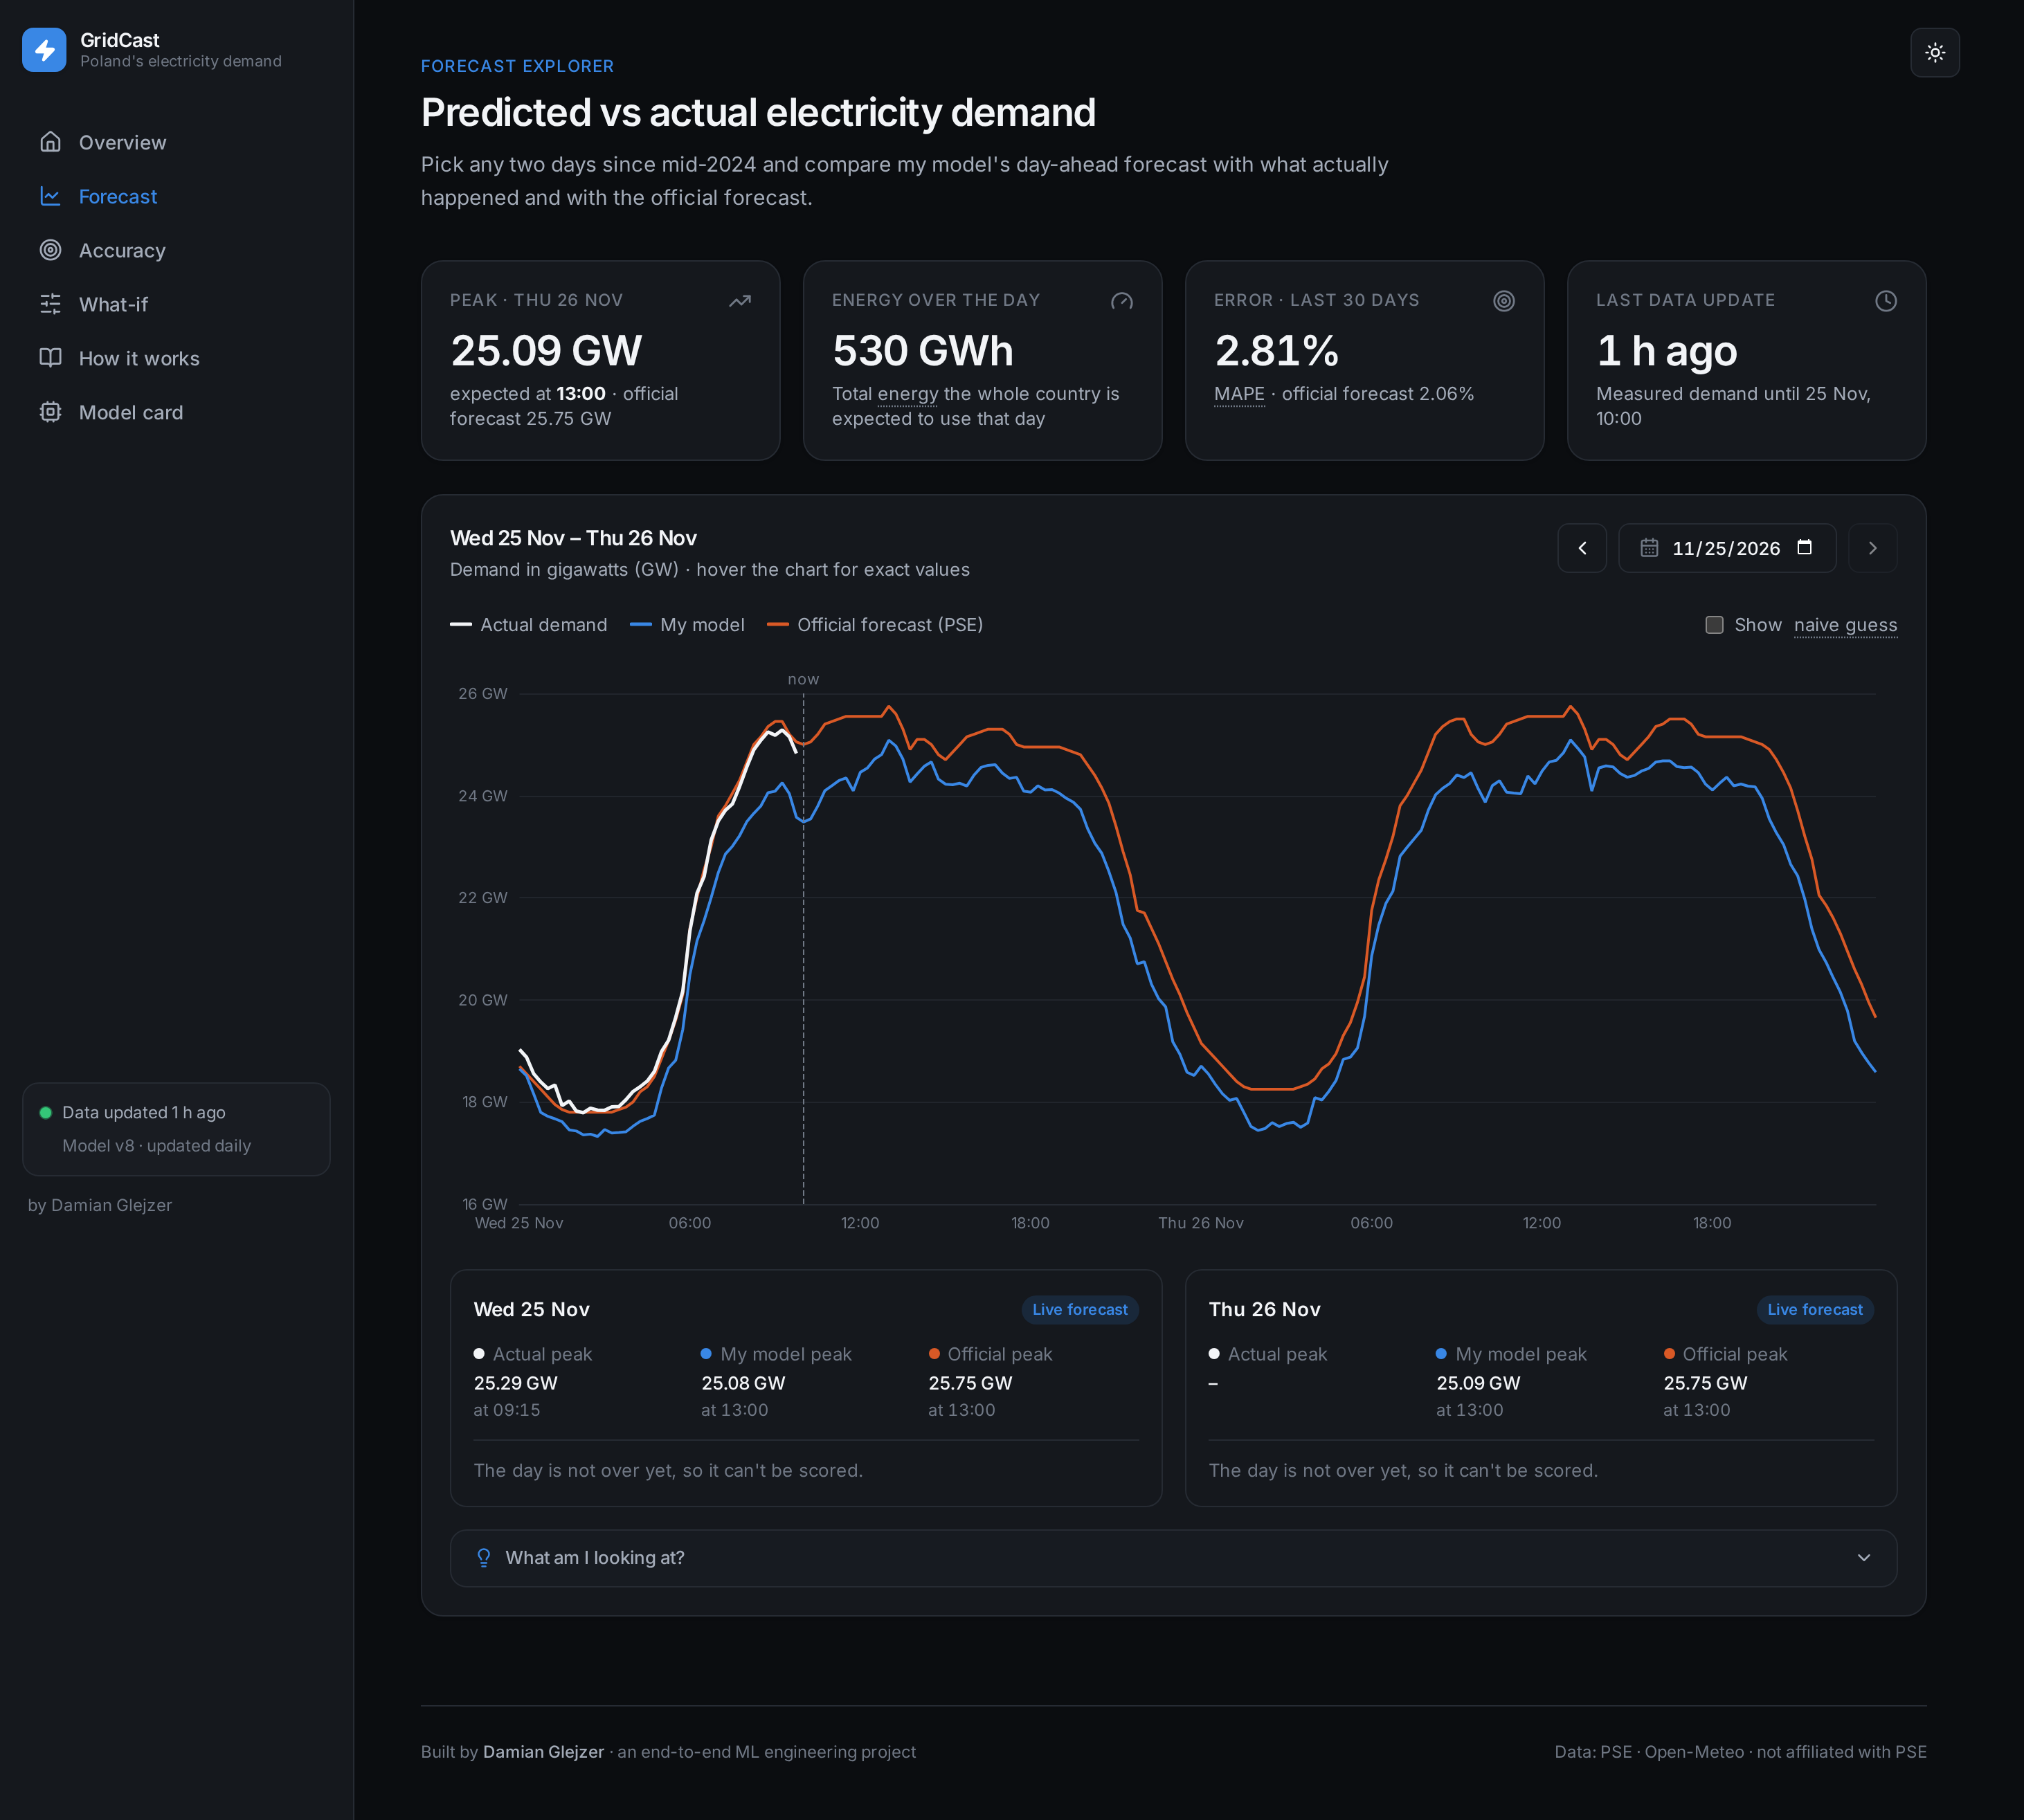 GridCast
Poland's electricity demand
Overview
Forecast
Accuracy
What-if
How it works
Model card
Data updated 1 h ago
Model v8 · updated daily
by Damian Glejzer
FORECAST EXPLORER
Predicted vs actual electricity demand
Pick any two days since mid-2024 and compare my model's day-ahead forecast with what actually
happened and with the official forecast.
PEAK · THU 26 NOV
25.09 GW
expected at 13:00 · official
forecast 25.75 GW
ENERGY OVER THE DAY
530 GWh
Total energy the whole country is
expected to use that day
ERROR · LAST 30 DAYS
2.81%
MAPE · official forecast 2.06%
LAST DATA UPDATE
1 h ago
Measured demand until 25 Nov,
10:00
Wed 25 Nov – Thu 26 Nov
Demand in gigawatts (GW) · hover the chart for exact values
11/25/2026
Actual demand My model Official forecast (PSE)
Show naive guess
now
26 GW
24 GW
22 GW
20 GW
18 GW
16 GW
Wed 25 Nov 06:00 12:00 18:00 Thu 26 Nov 06:00 12:00 18:00
Wed 25 Nov Live forecast
Actual peak My model peak Official peak
25.29 GW 25.08 GW 25.75 GW
at 09:15 at 13:00 at 13:00
The day is not over yet, so it can't be scored.
Thu 26 Nov Live forecast
Actual peak My model peak Official peak
– 25.09 GW 25.75 GW
at 13:00 at 13:00
The day is not over yet, so it can't be scored.
What am I looking at?
Built by Damian Glejzer · an end-to-end ML engineering project
Data: PSE · Open-Meteo · not affiliated with PSE